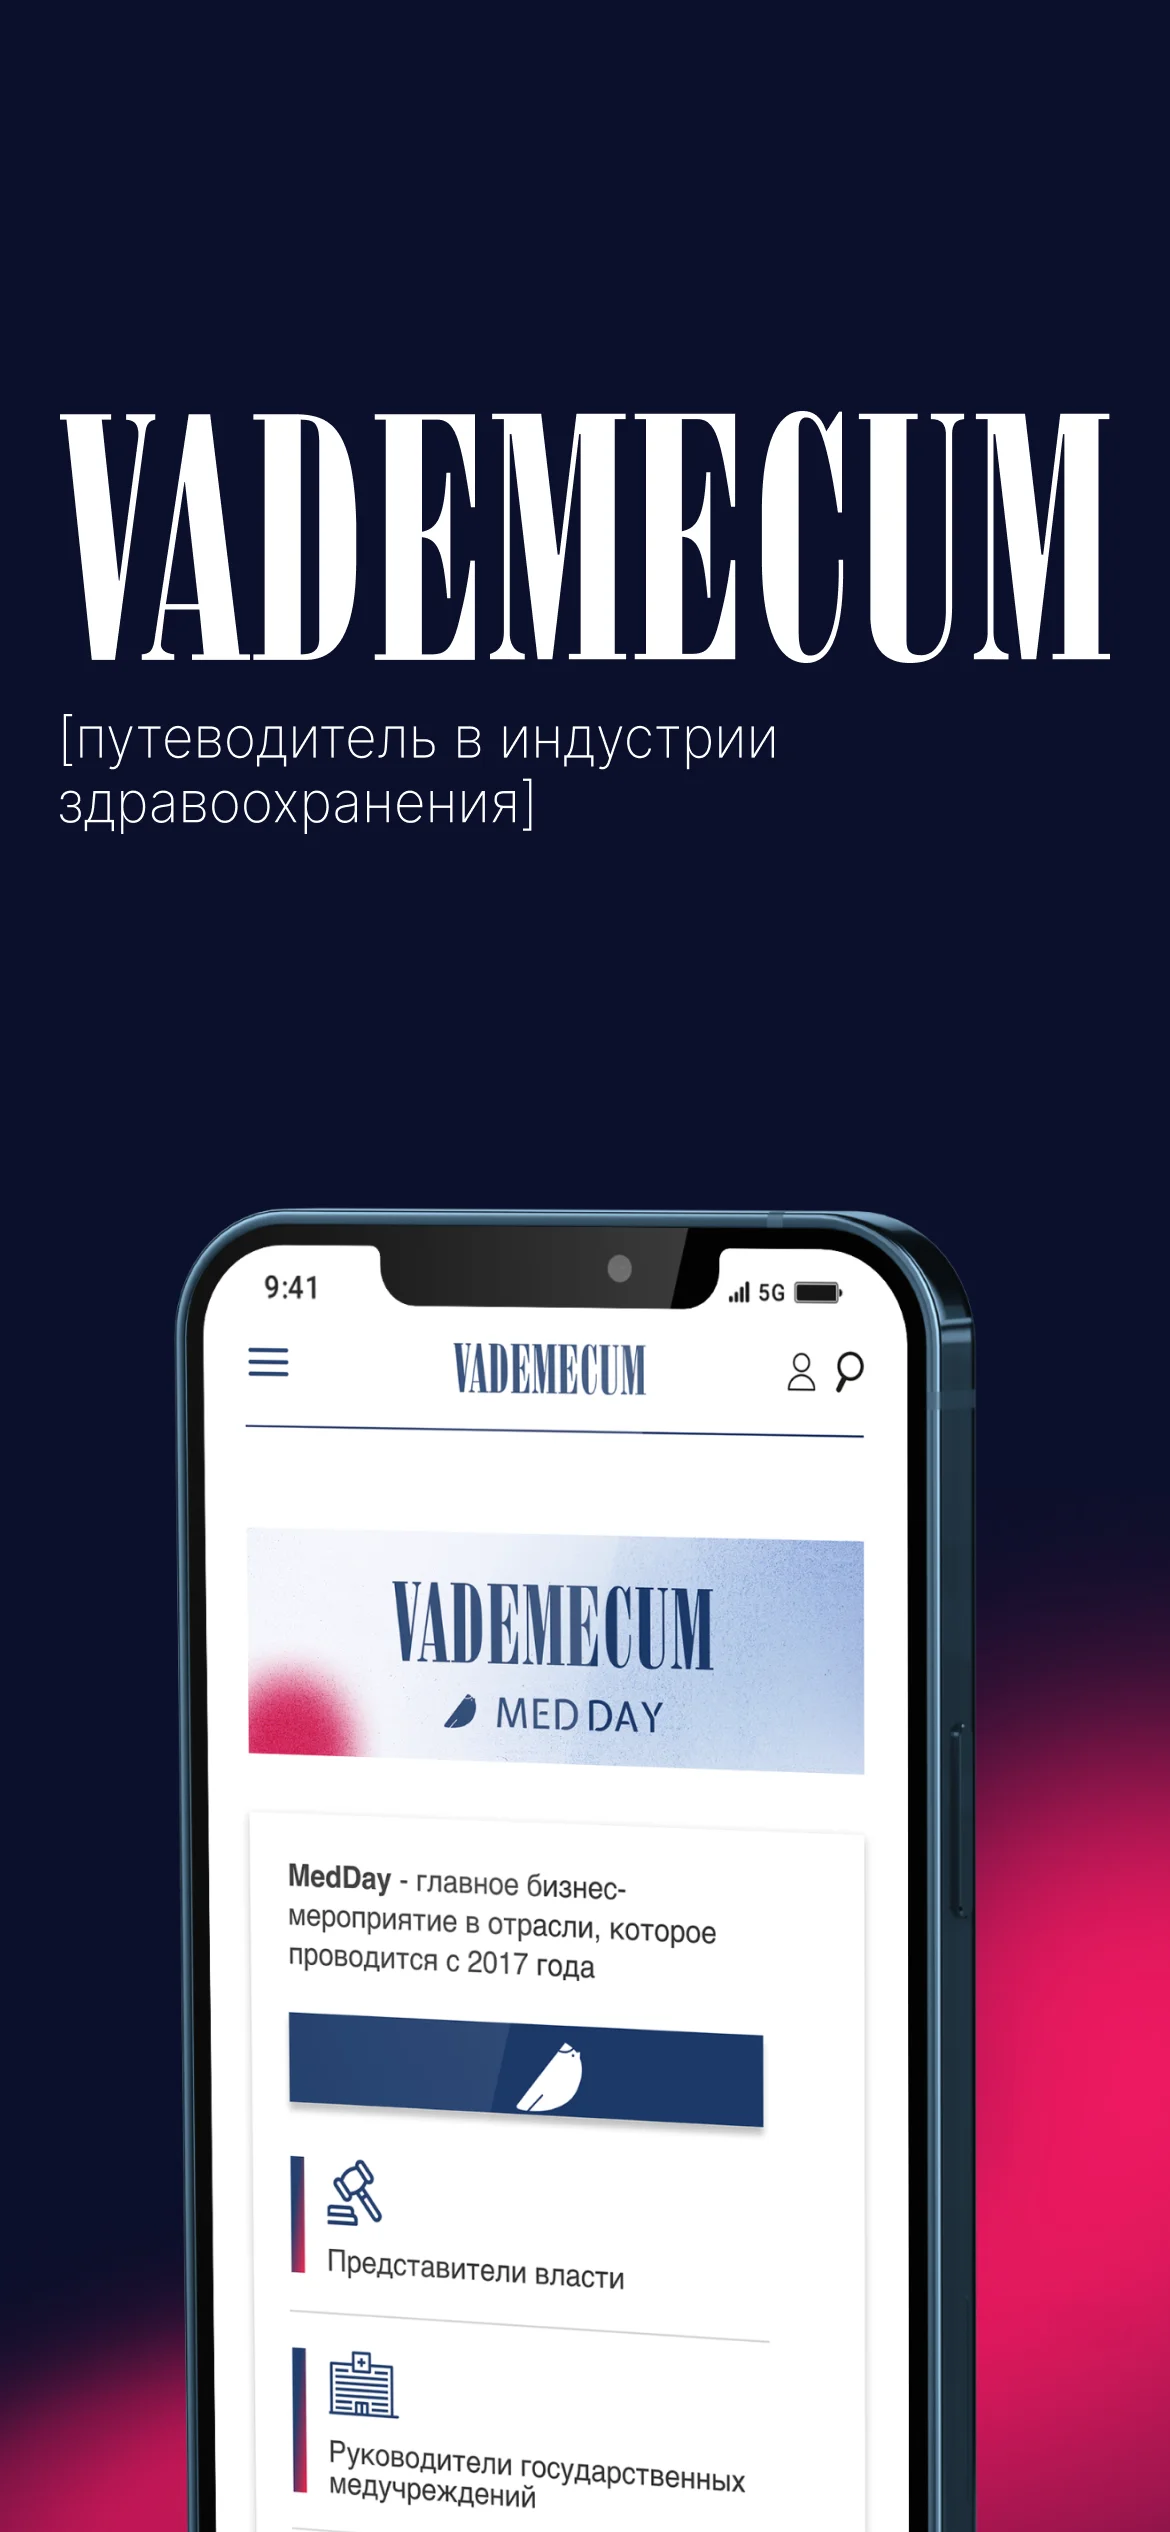 VADEMECUM
[путеводитель в индустрии
здравоохранения]
9:41
5G
VADEMECUM
VADEMECUM
MED DAY
MedDay - главное бизнес-
мероприятие в отрасли, которое
проводится с 2017 года
Представители власти
Руководители государственных
медучреждений